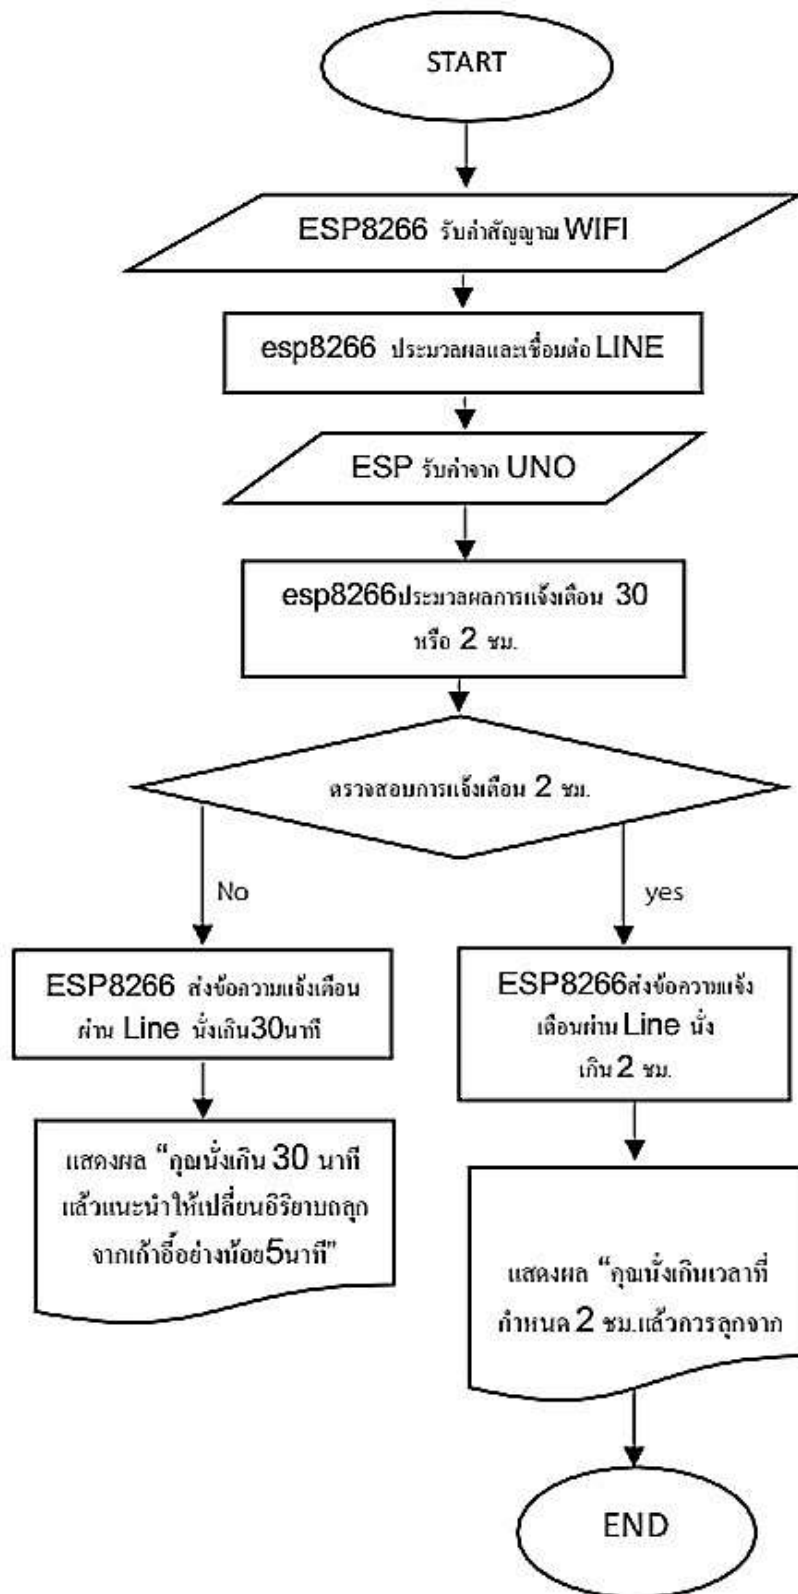 START
ESP8266 รับค่าสัญญาณ WIFI
esp8266 ประมวลผลและเชื่อมต่อ LINE
ESP รับค่าจาก UNO
esp8266ประมวลผลการแจ้งเตือน 30
หรือ 2 ชม.
ตรวจสอบการแจ้งเตือน 2 ชม.
No
yes
ESP8266 ส่งข้อความแจ้งเตือน
ผ่าน Line นั่งเกิน30นาที
ESP8266ส่งข้อความแจ้ง
เตือนผ่าน Line นั่ง
เกิน 2 ชม.
แสดงผล “คุณนั่งเกิน 30 นาที
แล้วแนะนำให้เปลี่ยนอิริยาบถลุก
จากเก้าอี้อย่างน้อย5นาที”
แสดงผล “คุณนั่งเกินเวลาที่
กำหนด 2 ชม.แล้วการลุกจาก
END